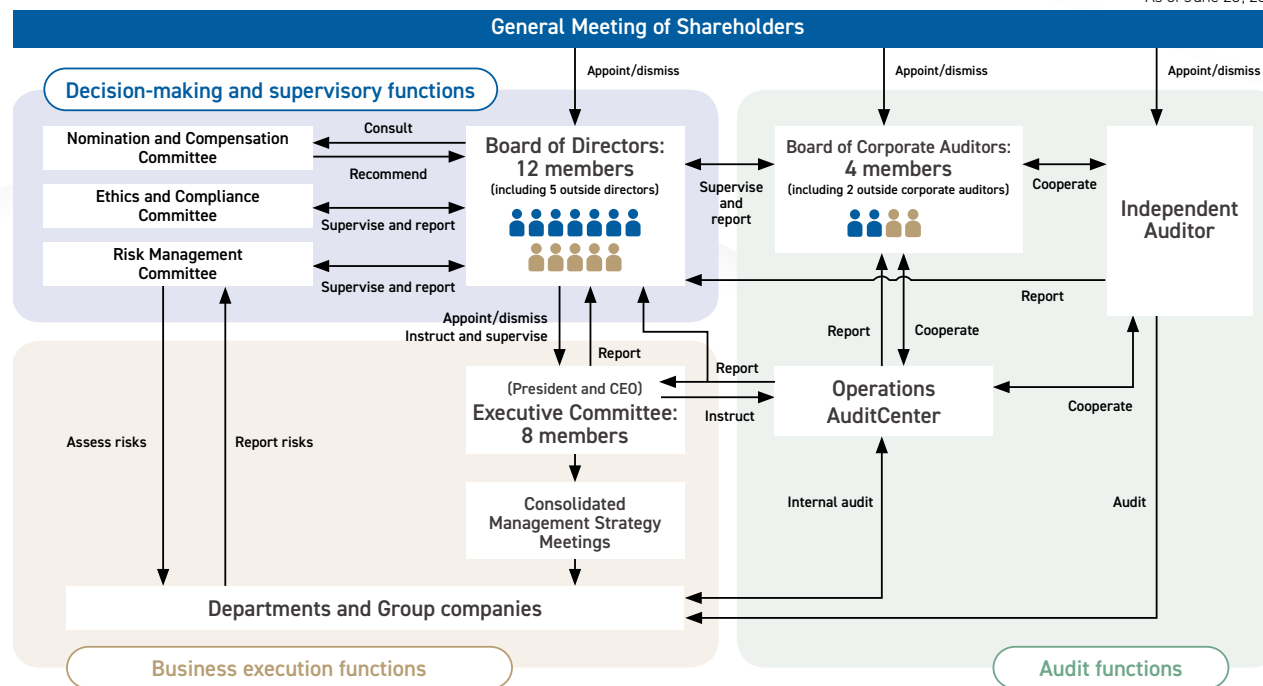 General Meeting of Shareholders
Appoint/dismiss
Appoint/dismiss
Appoint/dismiss
Decision-making and supervisory functions
Nomination and Compensation
Committee
Consult
Recommend
Ethics and Compliance
Committee
Supervise and report
Risk Management
Committee
Supervise and report
Board of Directors:
12 members
(including 5 outside directors)
Supervise
and
report
Board of Corporate Auditors:
4 members
(including 2 outside corporate auditors)
Cooperate
Independent
Auditor
Report
Appoint/dismiss
Instruct and supervise
Report
Report
Cooperate
(President and CEO)
Executive Committee:
8 members
Report
Instruct
Operations
AuditCenter
Cooperate
Assess risks
Report risks
Consolidated
Management Strategy
Meetings
Internal audit
Audit
Departments and Group companies
Business execution functions
Audit functions